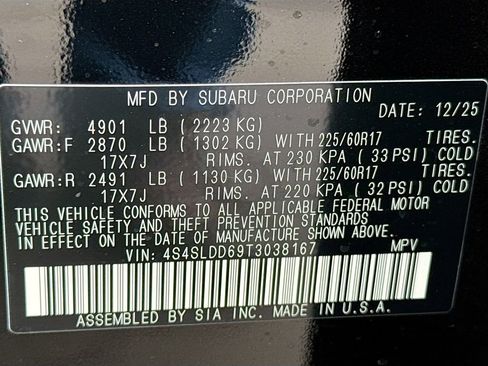 MFD BY SUBARU CORPORATION
DATE: 12/25
GVWR: 4901 LB ( 2223 KG)
GAWR:F 2870 LB ( 1302 KG) WITH 225/60R17 TIRES.
17X7J RIMS. AT 230 KPA ( 33 PSI) COLD
GAWR:R 2491 LB ( 1130 KG) WITH 225/60R17 TIRES.
17X7J RIMS. AT 220 KPA ( 32 PSI) COLD
THIS VEHICLE CONFORMS TO ALL APPLICABLE FEDERAL MOTOR
VEHICLE SAFETY AND THEFT PREVENTION STANDARDS
IN EFFECT ON THE DATE OF MANUFACTURE SHOWN ABOVE.
VIN: 4S4SLDD69T3038167 MPV
ASSEMBLED BY SIA INC. MADE IN U.S.A.